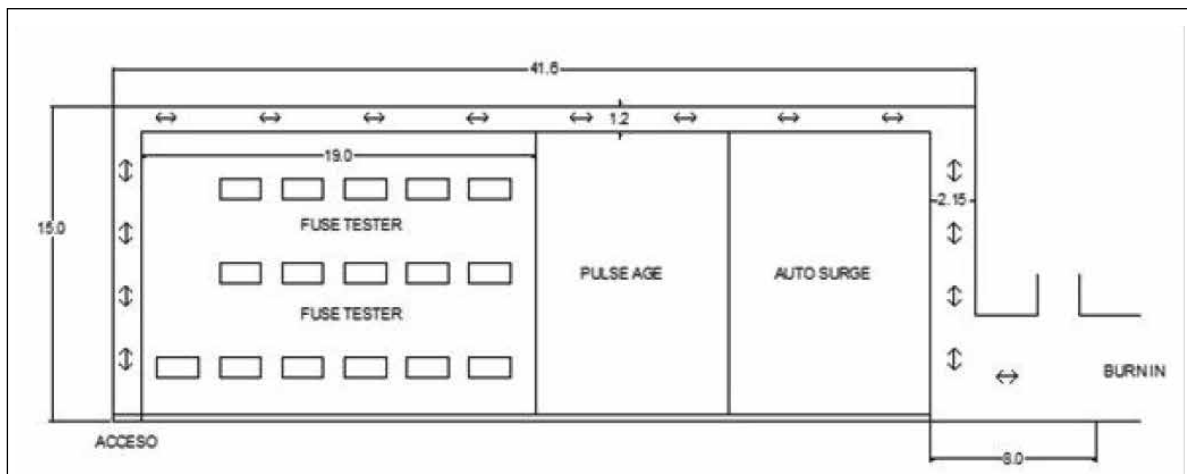 41.6
1.2
19.0
2.15
15.0
FUSE TESTER
PULSE AGE
AUTO SURGE
FUSE TESTER
BURN IN
ACCESO
8.0